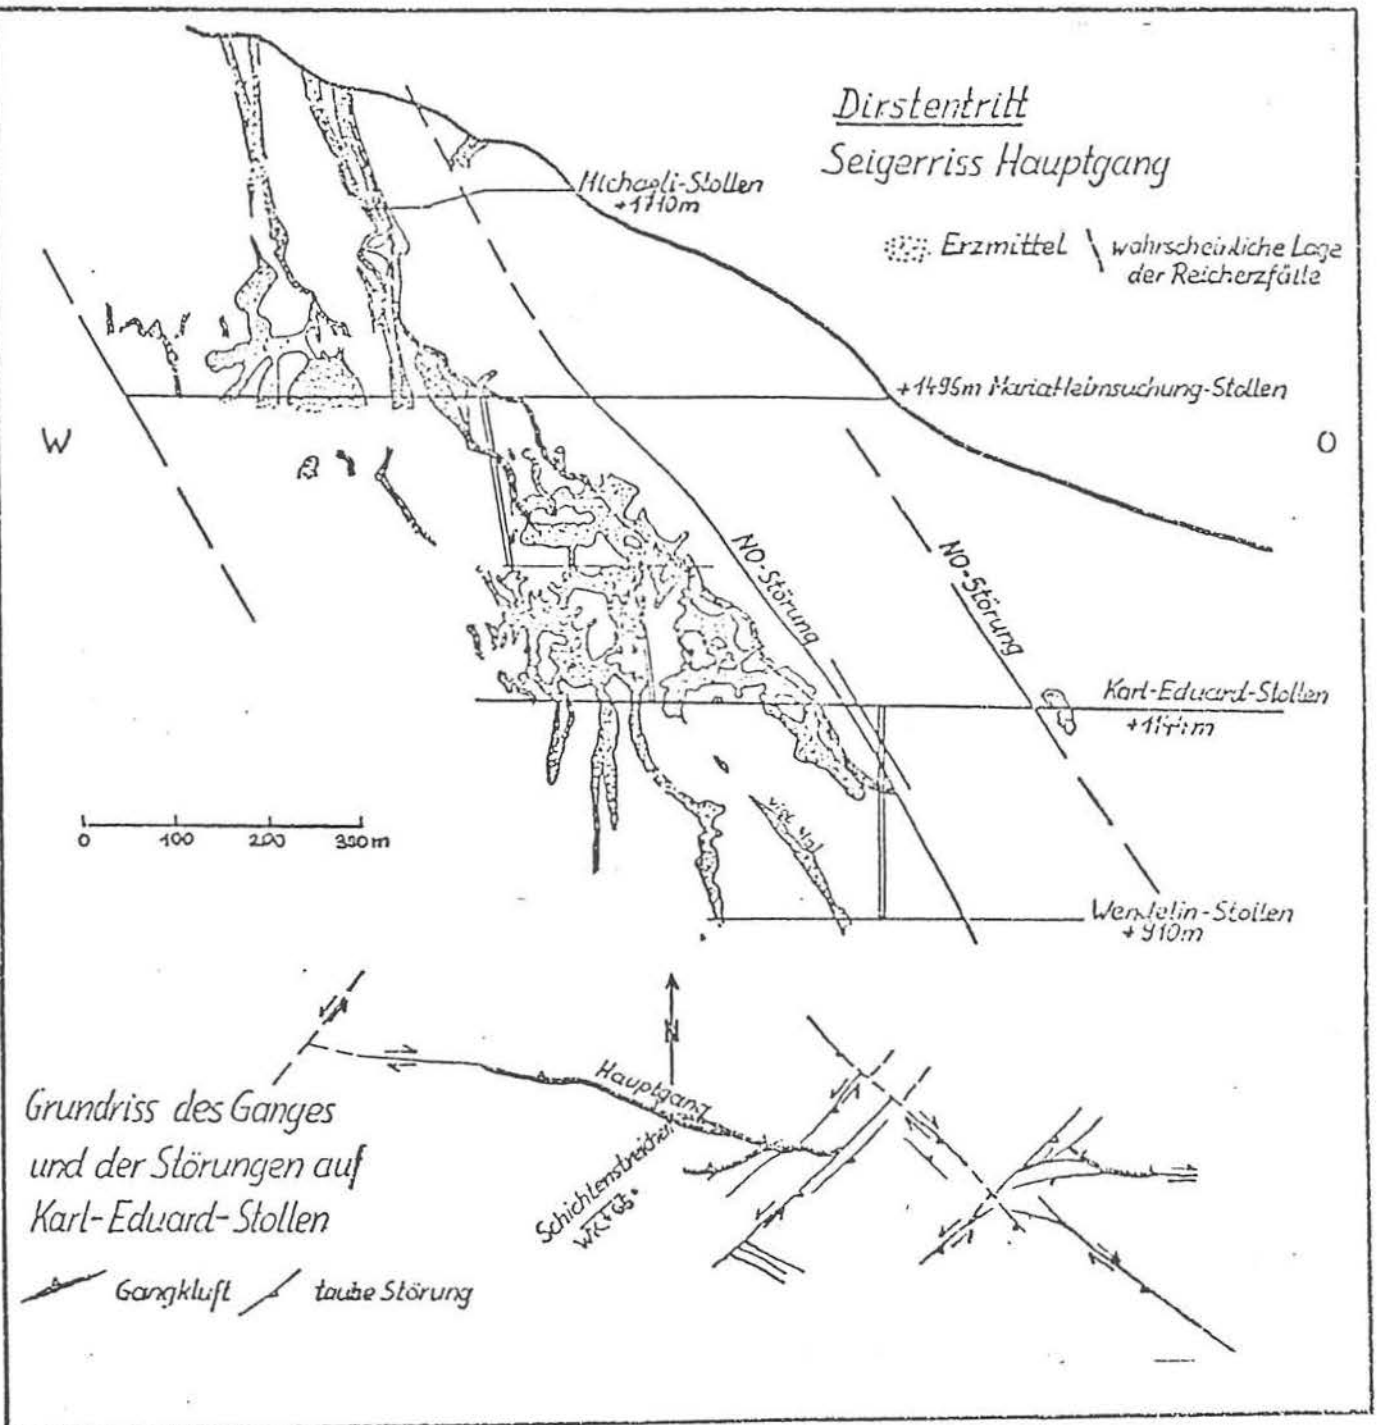 Dirstentritt
Seigerriss Hauptgang
Erzmittel
wahrscheinliche Lage
der Reicherzfälle
Michaeli-Stollen
+1710m
+1495m Maria Heimsuchung-Stollen
W
O
NO-Störung
NO-Störung
Karl-Eduard-Stollen
0 100 200 300m
Wendelin-Stollen
+910m
N
Hauptgang
Schichtenstreichen
Grundriss des Ganges
und der Störungen auf
Karl-Eduard-Stollen
Gangkluft
taube Störung